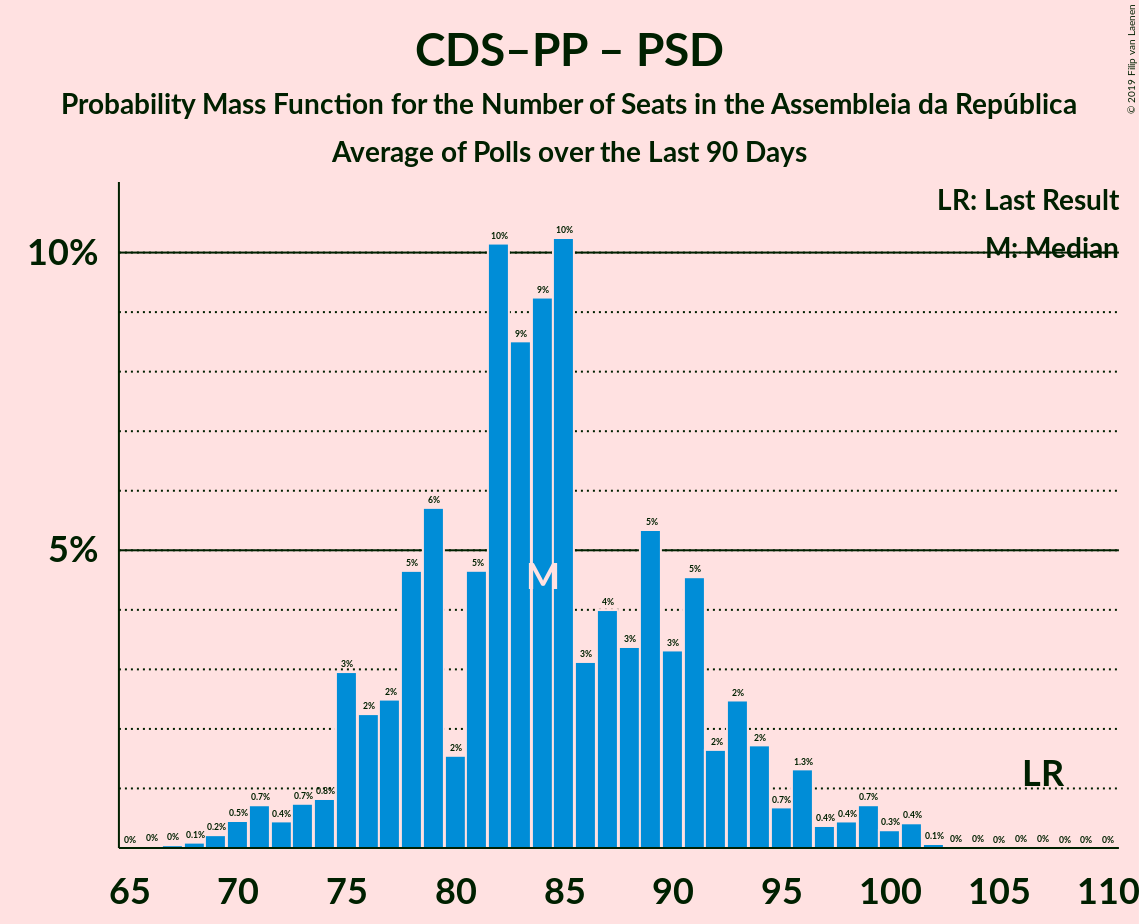 CDS–PP – PSD
Probability Mass Function for the Number of Seats in the Assembleia da República
Average of Polls over the Last 90 Days
© 2019 Filip van Laenen
LR: Last Result
M: Median
10%
5%
0% 0% 0% 0.1% 0.2% 0.5% 0.7% 0.4% 0.7% 0.8% 3% 2% 2% 5% 6% 2% 5% 10% 9% 9% 10% 3% 4% 3% 5% 3% 5% 2% 2% 2% 0.7% 1.3% 0.4% 0.4% 0.7% 0.3% 0.4% 0.1% 0% 0% 0% 0% 0% 0% 0% 0%
M
LR
65 70 75 80 85 90 95 100 105 110